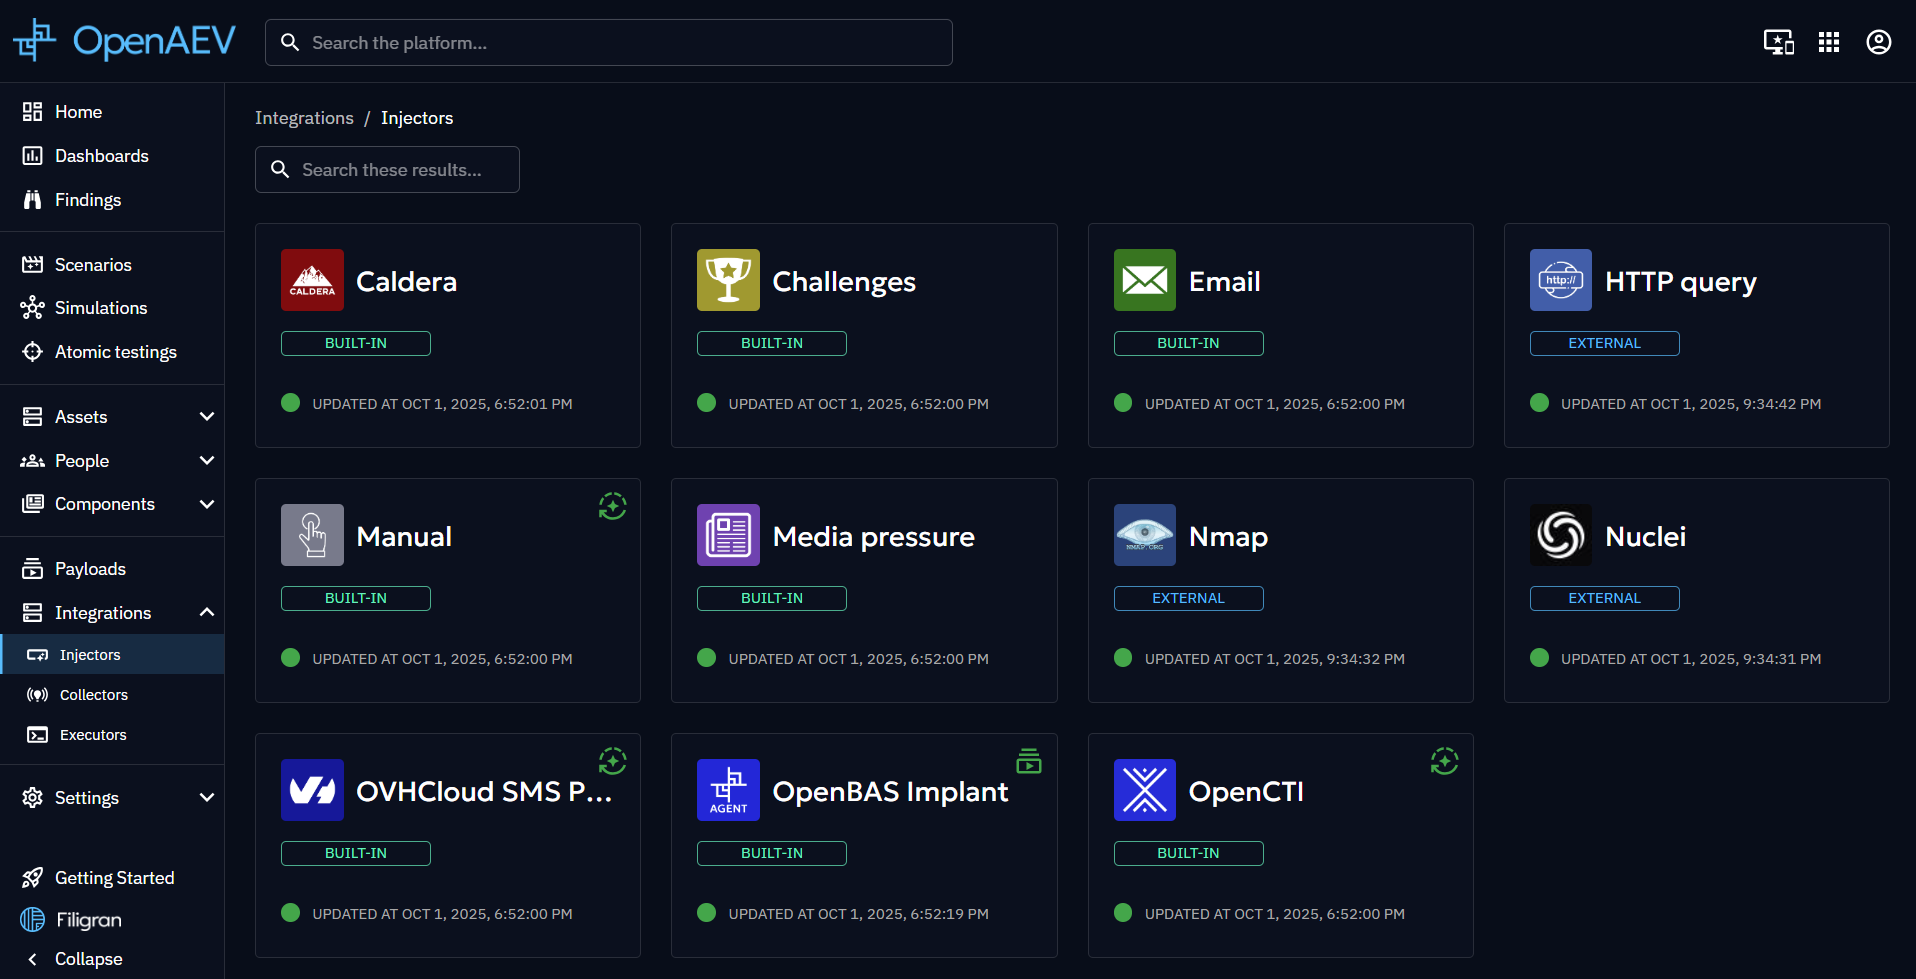 OpenAEV
Search the platform...
Home
Dashboards
Findings
Scenarios
Simulations
Atomic testings
Assets
People
Components
Payloads
Integrations
Injectors
Collectors
Executors
Settings
Getting Started
Filigran
Collapse
Integrations / Injectors
Search these results...
CALDERA
Caldera
BUILT-IN
UPDATED AT OCT 1, 2025, 6:52:01 PM
Challenges
BUILT-IN
UPDATED AT OCT 1, 2025, 6:52:00 PM
Email
BUILT-IN
UPDATED AT OCT 1, 2025, 6:52:00 PM
http://
HTTP query
EXTERNAL
UPDATED AT OCT 1, 2025, 9:34:42 PM
Manual
BUILT-IN
UPDATED AT OCT 1, 2025, 6:52:00 PM
Media pressure
BUILT-IN
UPDATED AT OCT 1, 2025, 6:52:00 PM
NMAP.ORG
Nmap
EXTERNAL
UPDATED AT OCT 1, 2025, 9:34:32 PM
Nuclei
EXTERNAL
UPDATED AT OCT 1, 2025, 9:34:31 PM
OVHCloud SMS P...
BUILT-IN
UPDATED AT OCT 1, 2025, 6:52:00 PM
AGENT
OpenBAS Implant
BUILT-IN
UPDATED AT OCT 1, 2025, 6:52:19 PM
OpenCTI
BUILT-IN
UPDATED AT OCT 1, 2025, 6:52:00 PM